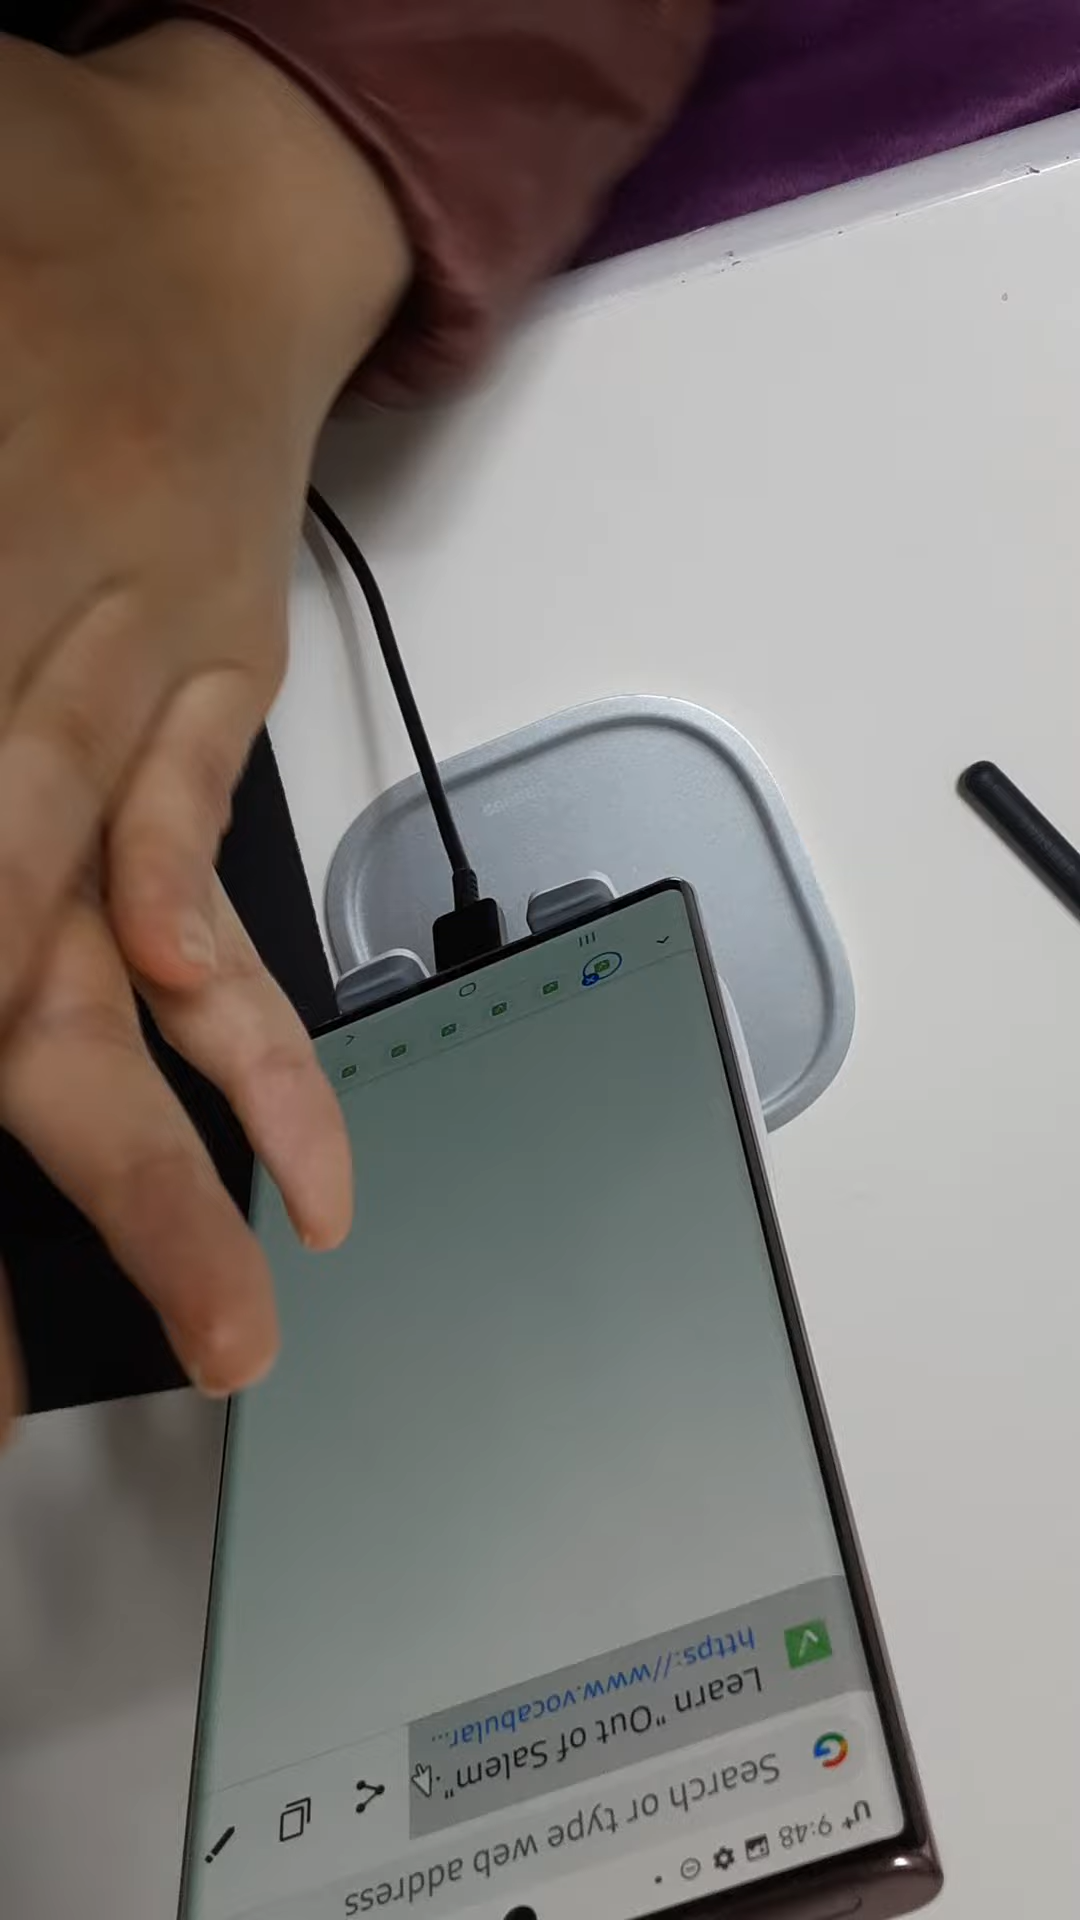 U+ 9:48
Search or type web address
Learn "Out of Salem"...
https://www.vocabular...